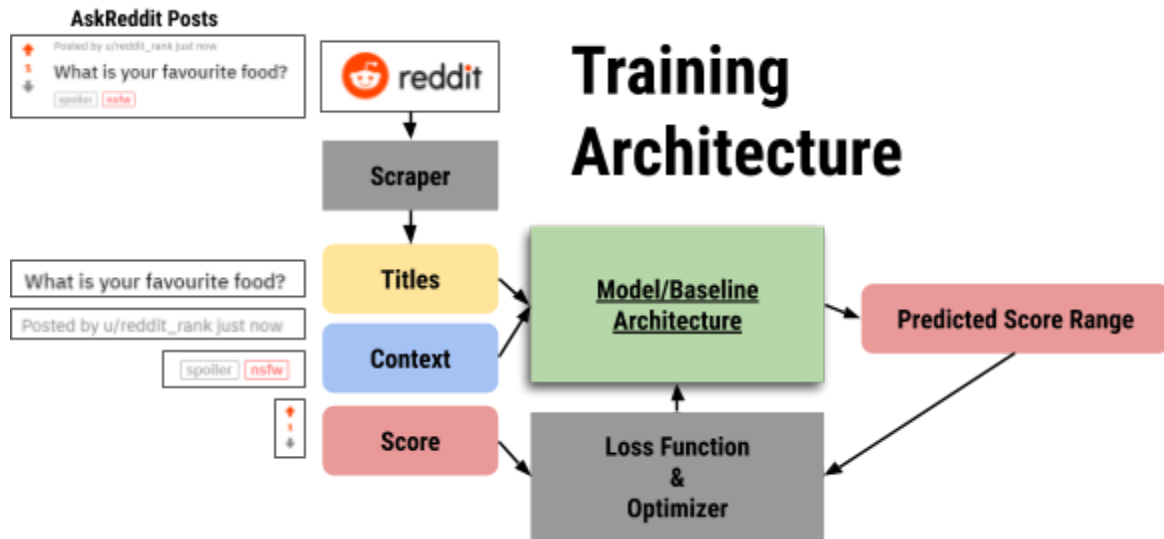 AskReddit Posts
Posted by u/reddit_rank just now
1
What is your favourite food?
spoiler nsfw
reddit
Training
Architecture
Scraper
What is your favourite food?
Titles
Model/Baseline
Architecture
Predicted Score Range
Posted by u/reddit_rank just now
spoiler nsfw
Context
1
Score
Loss Function
&
Optimizer